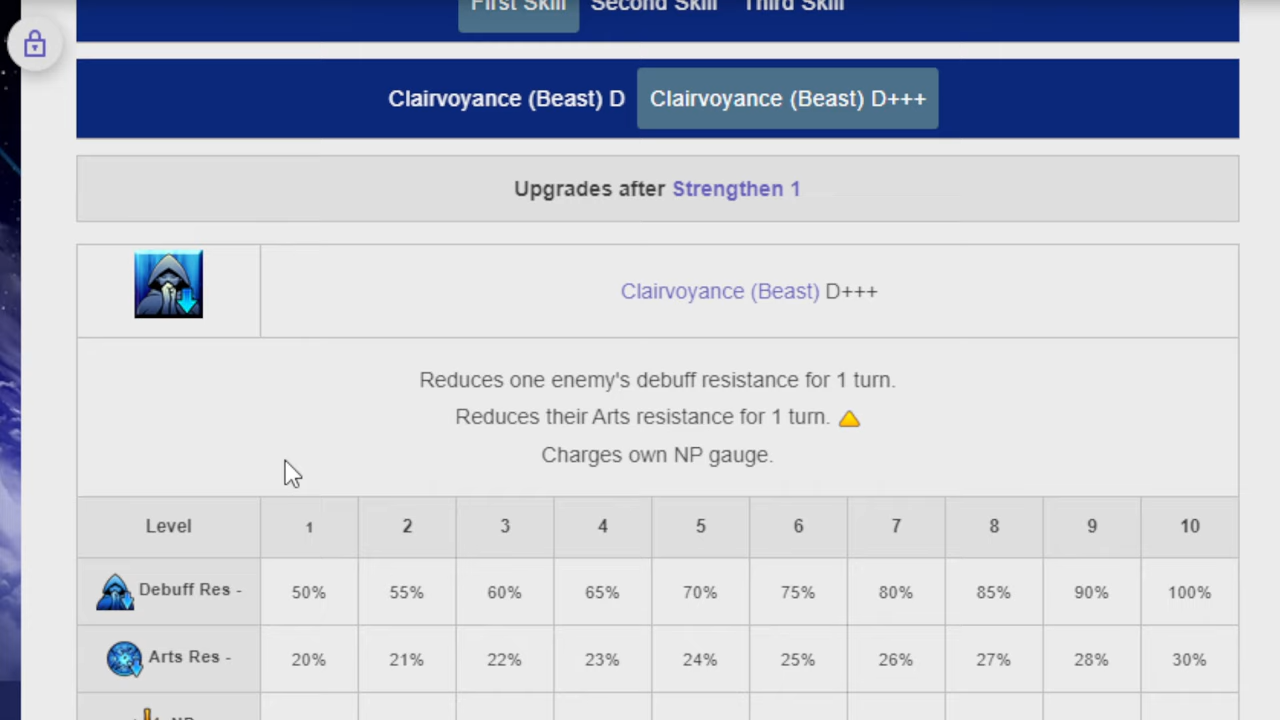 First Skill Second Skill Third Skill
Clairvoyance (Beast) D Clairvoyance (Beast) D+++
Upgrades after Strengthen 1
Clairvoyance (Beast) D+++
Reduces one enemy's debuff resistance for 1 turn.
Reduces their Arts resistance for 1 turn.
Charges own NP gauge.
Level 1 2 3 4 5 6 7 8 9 10
Debuff Res - 50% 55% 60% 65% 70% 75% 80% 85% 90% 100%
Arts Res - 20% 21% 22% 23% 24% 25% 26% 27% 28% 30%